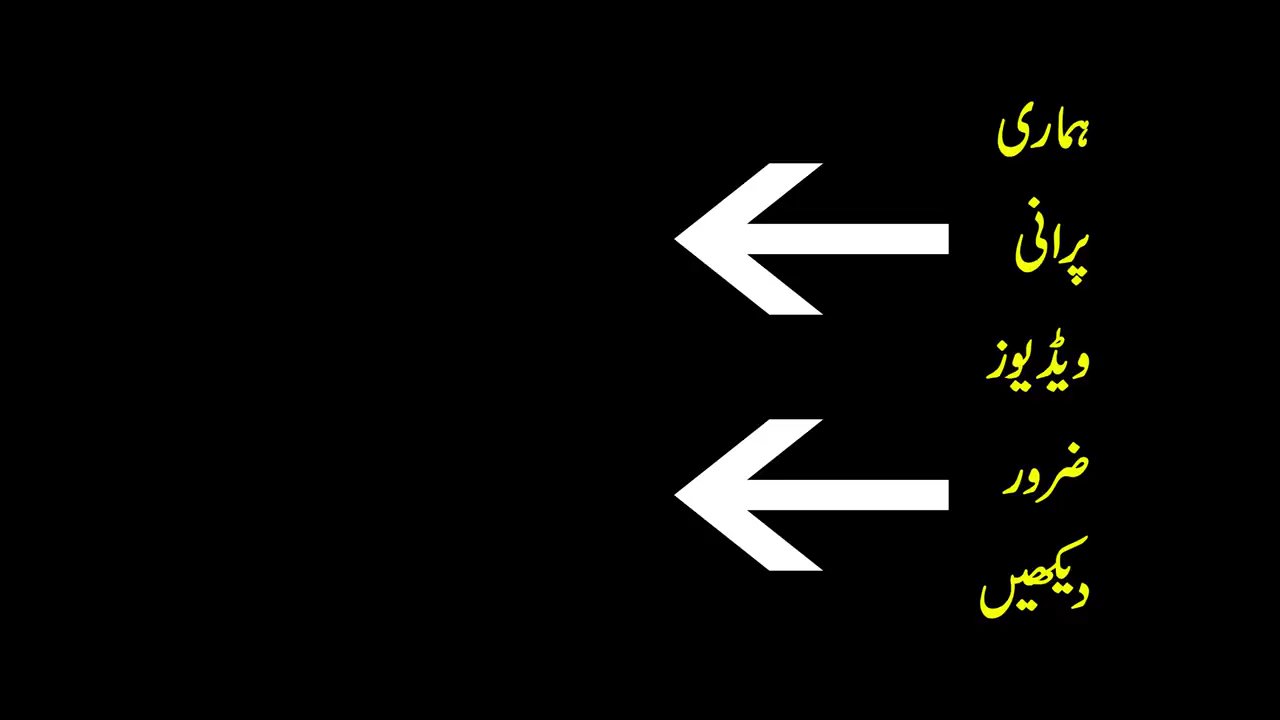 ہماری
پرانی
ویڈیوز
ضرور
دیکھیں